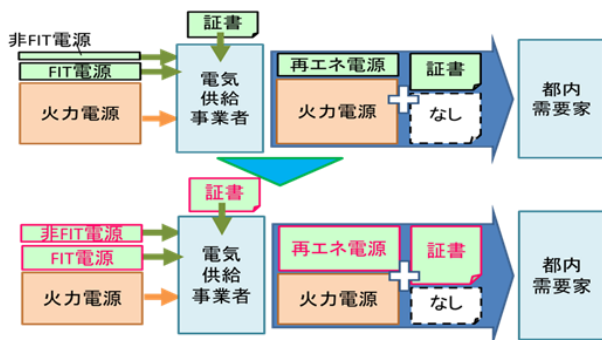 証書
非FIT電源
FIT電源
火力電源
電気
供給
事業者
再エネ電源
火力電源
証書
なし
都内
需要家
証書
非FIT電源
FIT電源
火力電源
電気
供給
事業者
再エネ電源
火力電源
証書
なし
都内
需要家